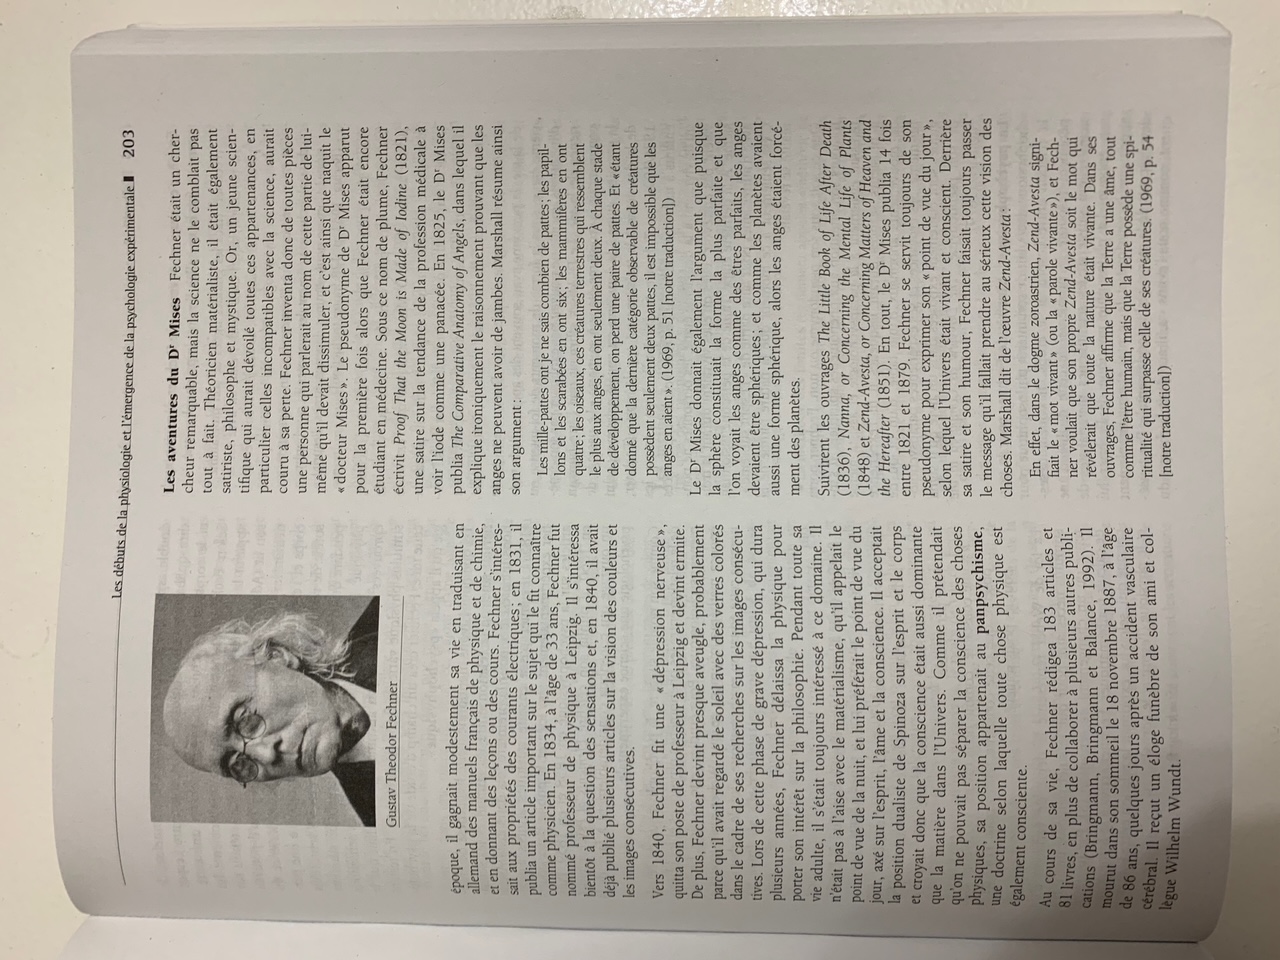 Les débuts de la physiologie et l'émergence de la psychologie expérimentale 203
Gustav Theodor Fechner
époque, il gagnait modestement sa vie en traduisant en
allemand des manuels français de physique et de chimie,
et en donnant des leçons ou des cours. Fechner s'intéres-
sait aux propriétés des courants électriques; en 1831, il
publia un article important sur le sujet qui le fit connaître
comme physicien. En 1834, à l'âge de 33 ans, Fechner fut
nommé professeur de physique à Leipzig. Il s'intéressa
bientôt à la question des sensations et, en 1840, il avait
déjà publié plusieurs articles sur la vision des couleurs et
les images consécutives.
Vers 1840, Fechner fit une « dépression nerveuse »,
quitta son poste de professeur à Leipzig et devint ermite.
De plus, Fechner devint presque aveugle, probablement
parce qu'il avait regardé le soleil avec des verres colorés
dans le cadre de ses recherches sur les images consécu-
tives. Lors de cette phase de grave dépression, qui dura
plusieurs années, Fechner délaissa la physique pour
porter son intérêt sur la philosophie. Pendant toute sa
vie adulte, il s'était toujours intéressé à ce domaine. Il
n'était pas à l'aise avec le matérialisme, qu'il appelait le
point de vue de la nuit, et lui préférait le point de vue du
jour, axé sur l'esprit, l'âme et la conscience. Il acceptait
la position dualiste de Spinoza sur l'esprit et le corps
et croyait donc que la conscience était aussi dominante
que la matière dans l'Univers. Comme il prétendait
qu'on ne pouvait pas séparer la conscience des choses
physiques, sa position appartenait au panpsychisme,
une doctrine selon laquelle toute chose physique est
également consciente.
Au cours de sa vie, Fechner rédigea 183 articles et
81 livres, en plus de collaborer à plusieurs autres publi-
cations (Bringmann, Bringmann et Balance, 1992). Il
mourut dans son sommeil le 18 novembre 1887, à l'âge
de 86 ans, quelques jours après un accident vasculaire
cérébral. Il reçut un éloge funèbre de son ami et col-
lègue Wilhelm Wundt.
Les aventures du Dr Mises Fechner était un cher-
cheur remarquable, mais la science ne le comblait pas
tout à fait. Théoricien matérialiste, il était également
satiriste, philosophe et mystique. Or, un jeune scien-
tifique qui aurait dévoilé toutes ces appartenances, en
particulier celles incompatibles avec la science, aurait
couru à sa perte. Fechner inventa donc de toutes pièces
une personne qui parlerait au nom de cette partie de lui-
même qu'il devait dissimuler, et c'est ainsi que naquit le
« docteur Mises ». Le pseudonyme de Dr Mises apparut
pour la première fois alors que Fechner était encore
étudiant en médecine. Sous ce nom de plume, Fechner
écrivit Proof That the Moon is Made of Iodine (1821),
une satire sur la tendance de la profession médicale à
voir l'iode comme une panacée. En 1825, le Dr Mises
publia The Comparative Anatomy of Angels, dans lequel il
explique ironiquement le raisonnement prouvant que les
anges ne peuvent avoir de jambes. Marshall résume ainsi
son argument :
Les mille-pattes ont je ne sais combien de pattes; les papil-
lons et les scarabées en ont six; les mammifères en ont
quatre; les oiseaux, ces créatures terrestres qui ressemblent
le plus aux anges, en ont seulement deux. À chaque stade
de développement, on perd une paire de pattes. Et « étant
donné que la dernière catégorie observable de créatures
possèdent seulement deux pattes, il est impossible que les
anges en aient ». (1969, p. 51 [notre traduction])
Le Dr Mises donnait également l'argument que puisque
la sphère constituait la forme la plus parfaite et que
l'on voyait les anges comme des êtres parfaits, les anges
devaient être sphériques; et comme les planètes avaient
aussi une forme sphérique, alors les anges étaient forcé-
ment des planètes.
Suivirent les ouvrages The Little Book of Life After Death
(1836), Nanna, or Concerning the Mental Life of Plants
(1848) et Zend-Avesta, or Concerning Matters of Heaven and
the Hereafter (1851). En tout, le Dr Mises publia 14 fois
entre 1821 et 1879. Fechner se servit toujours de son
pseudonyme pour exprimer son « point de vue du jour »,
selon lequel l'Univers était vivant et conscient. Derrière
sa satire et son humour, Fechner faisait toujours passer
le message qu'il fallait prendre au sérieux cette vision des
choses. Marshall dit de l'œuvre Zend-Avesta :
En effet, dans le dogme zoroastrien, Zend-Avesta signi-
fiait le « mot vivant » (ou la « parole vivante »), et Fech-
ner voulait que son propre Zend-Avesta soit le mot qui
révélerait que toute la nature était vivante. Dans ses
ouvrages, Fechner affirme que la Terre a une âme, tout
comme l'être humain, mais que la Terre possède une spi-
ritualité qui surpasse celle de ses créatures. (1969, p. 54
[notre traduction])